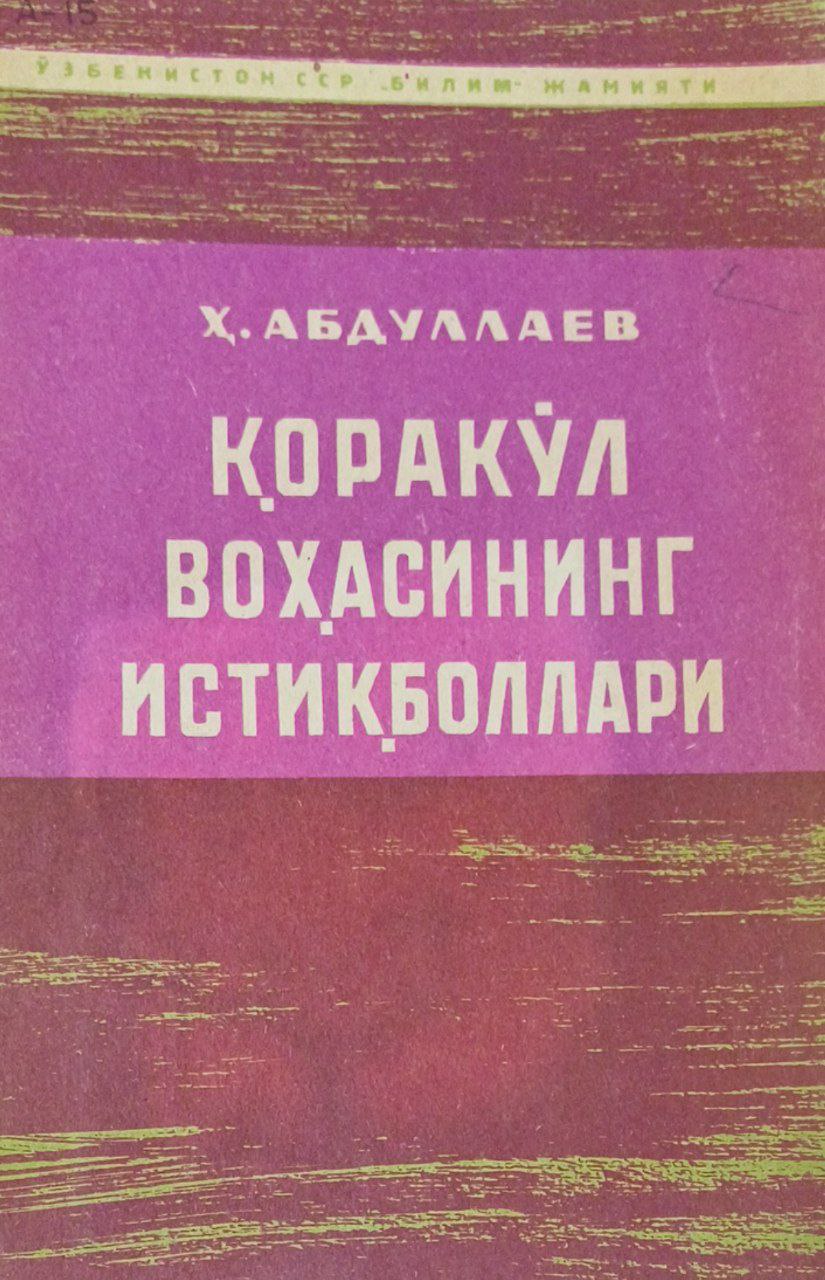 А-15
ЎЗБЕКИСТОН ССР „БИЛИМ" ЖАМИЯТИ
Ҳ. АБДУЛЛАЕВ
ҚОРАКЎЛ
ВОҲАСИНИНГ
ИСТИҚБОЛЛАРИ